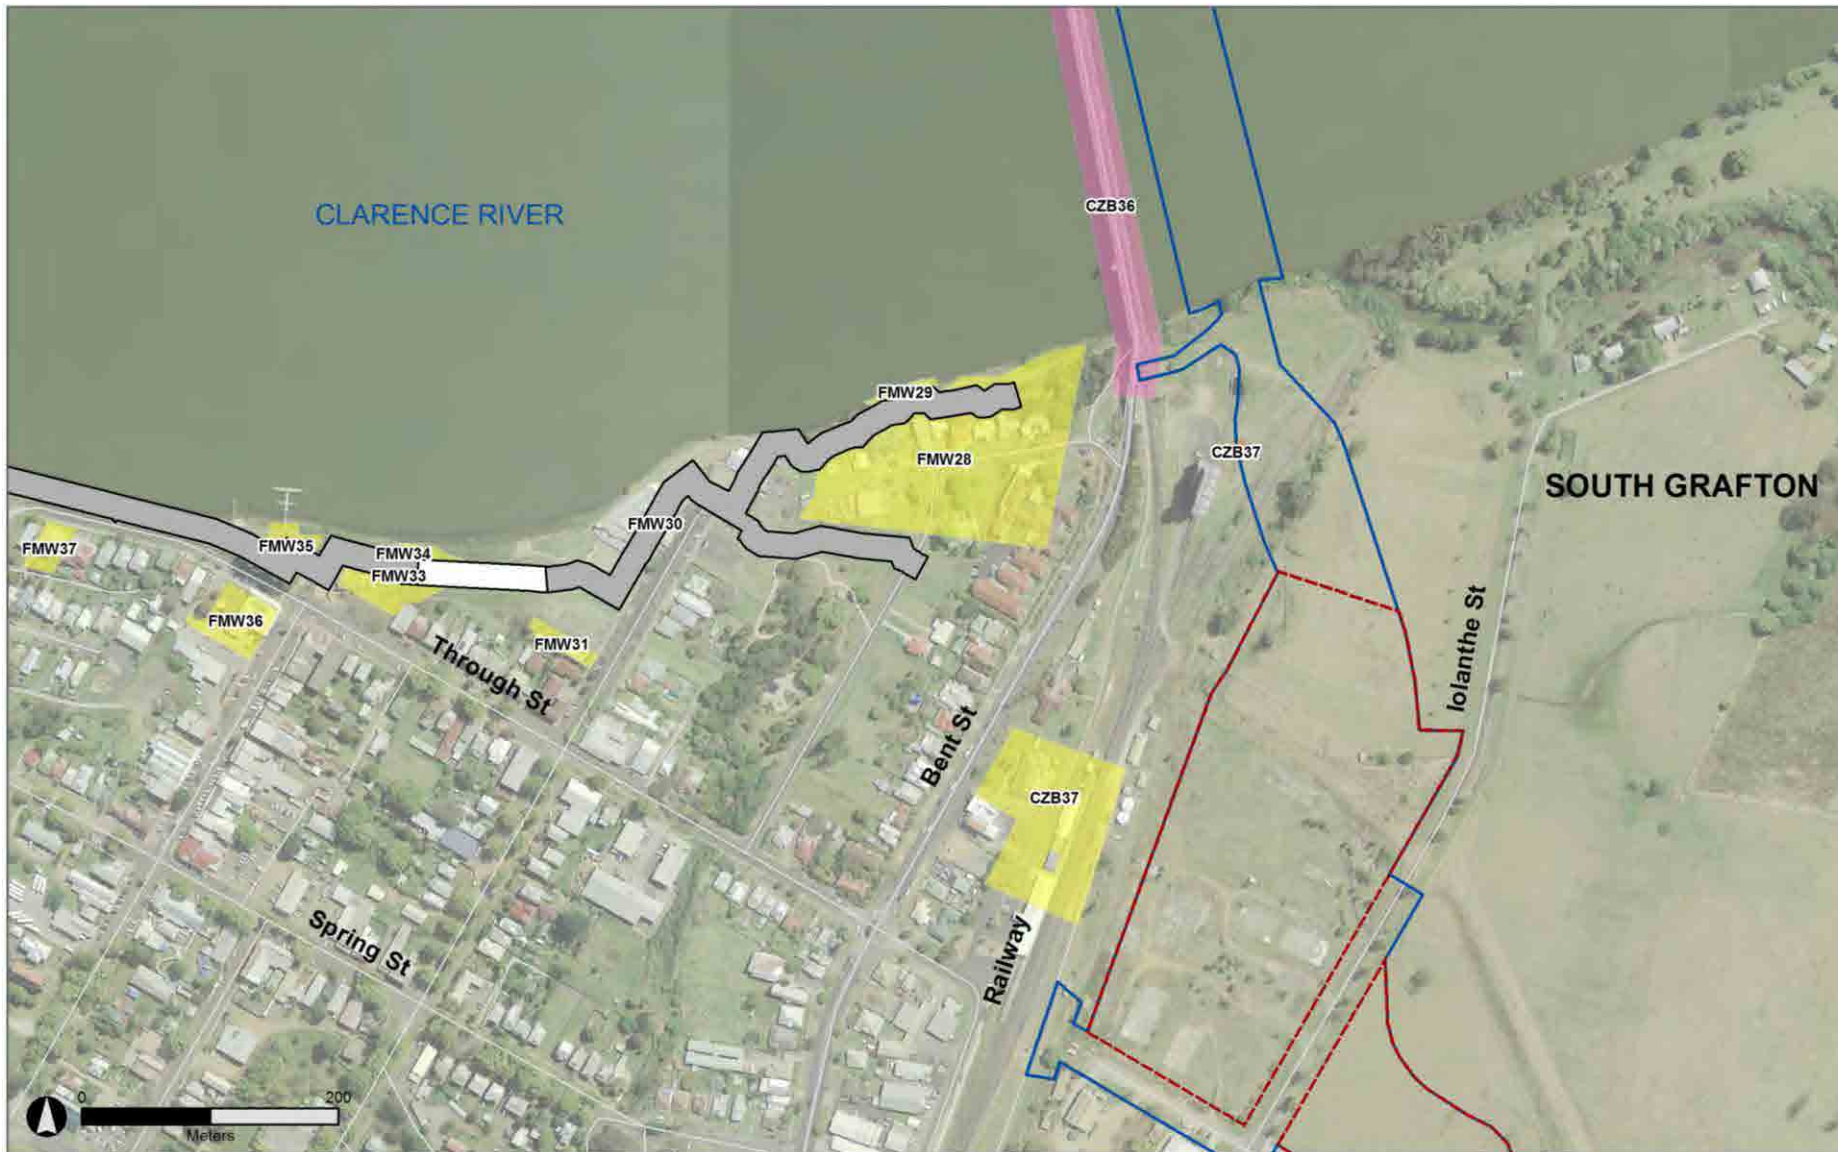 CZB36
CLARENCE RIVER
FMW29
CZB37
FMW28
SOUTH GRAFTON
FMW30
FMW37
FMW35
FMW34
FMW33
FMW36
FMW31
Through St
Iolanthe St
Bent St
CZB37
Spring St
Railway
0
200
Meters